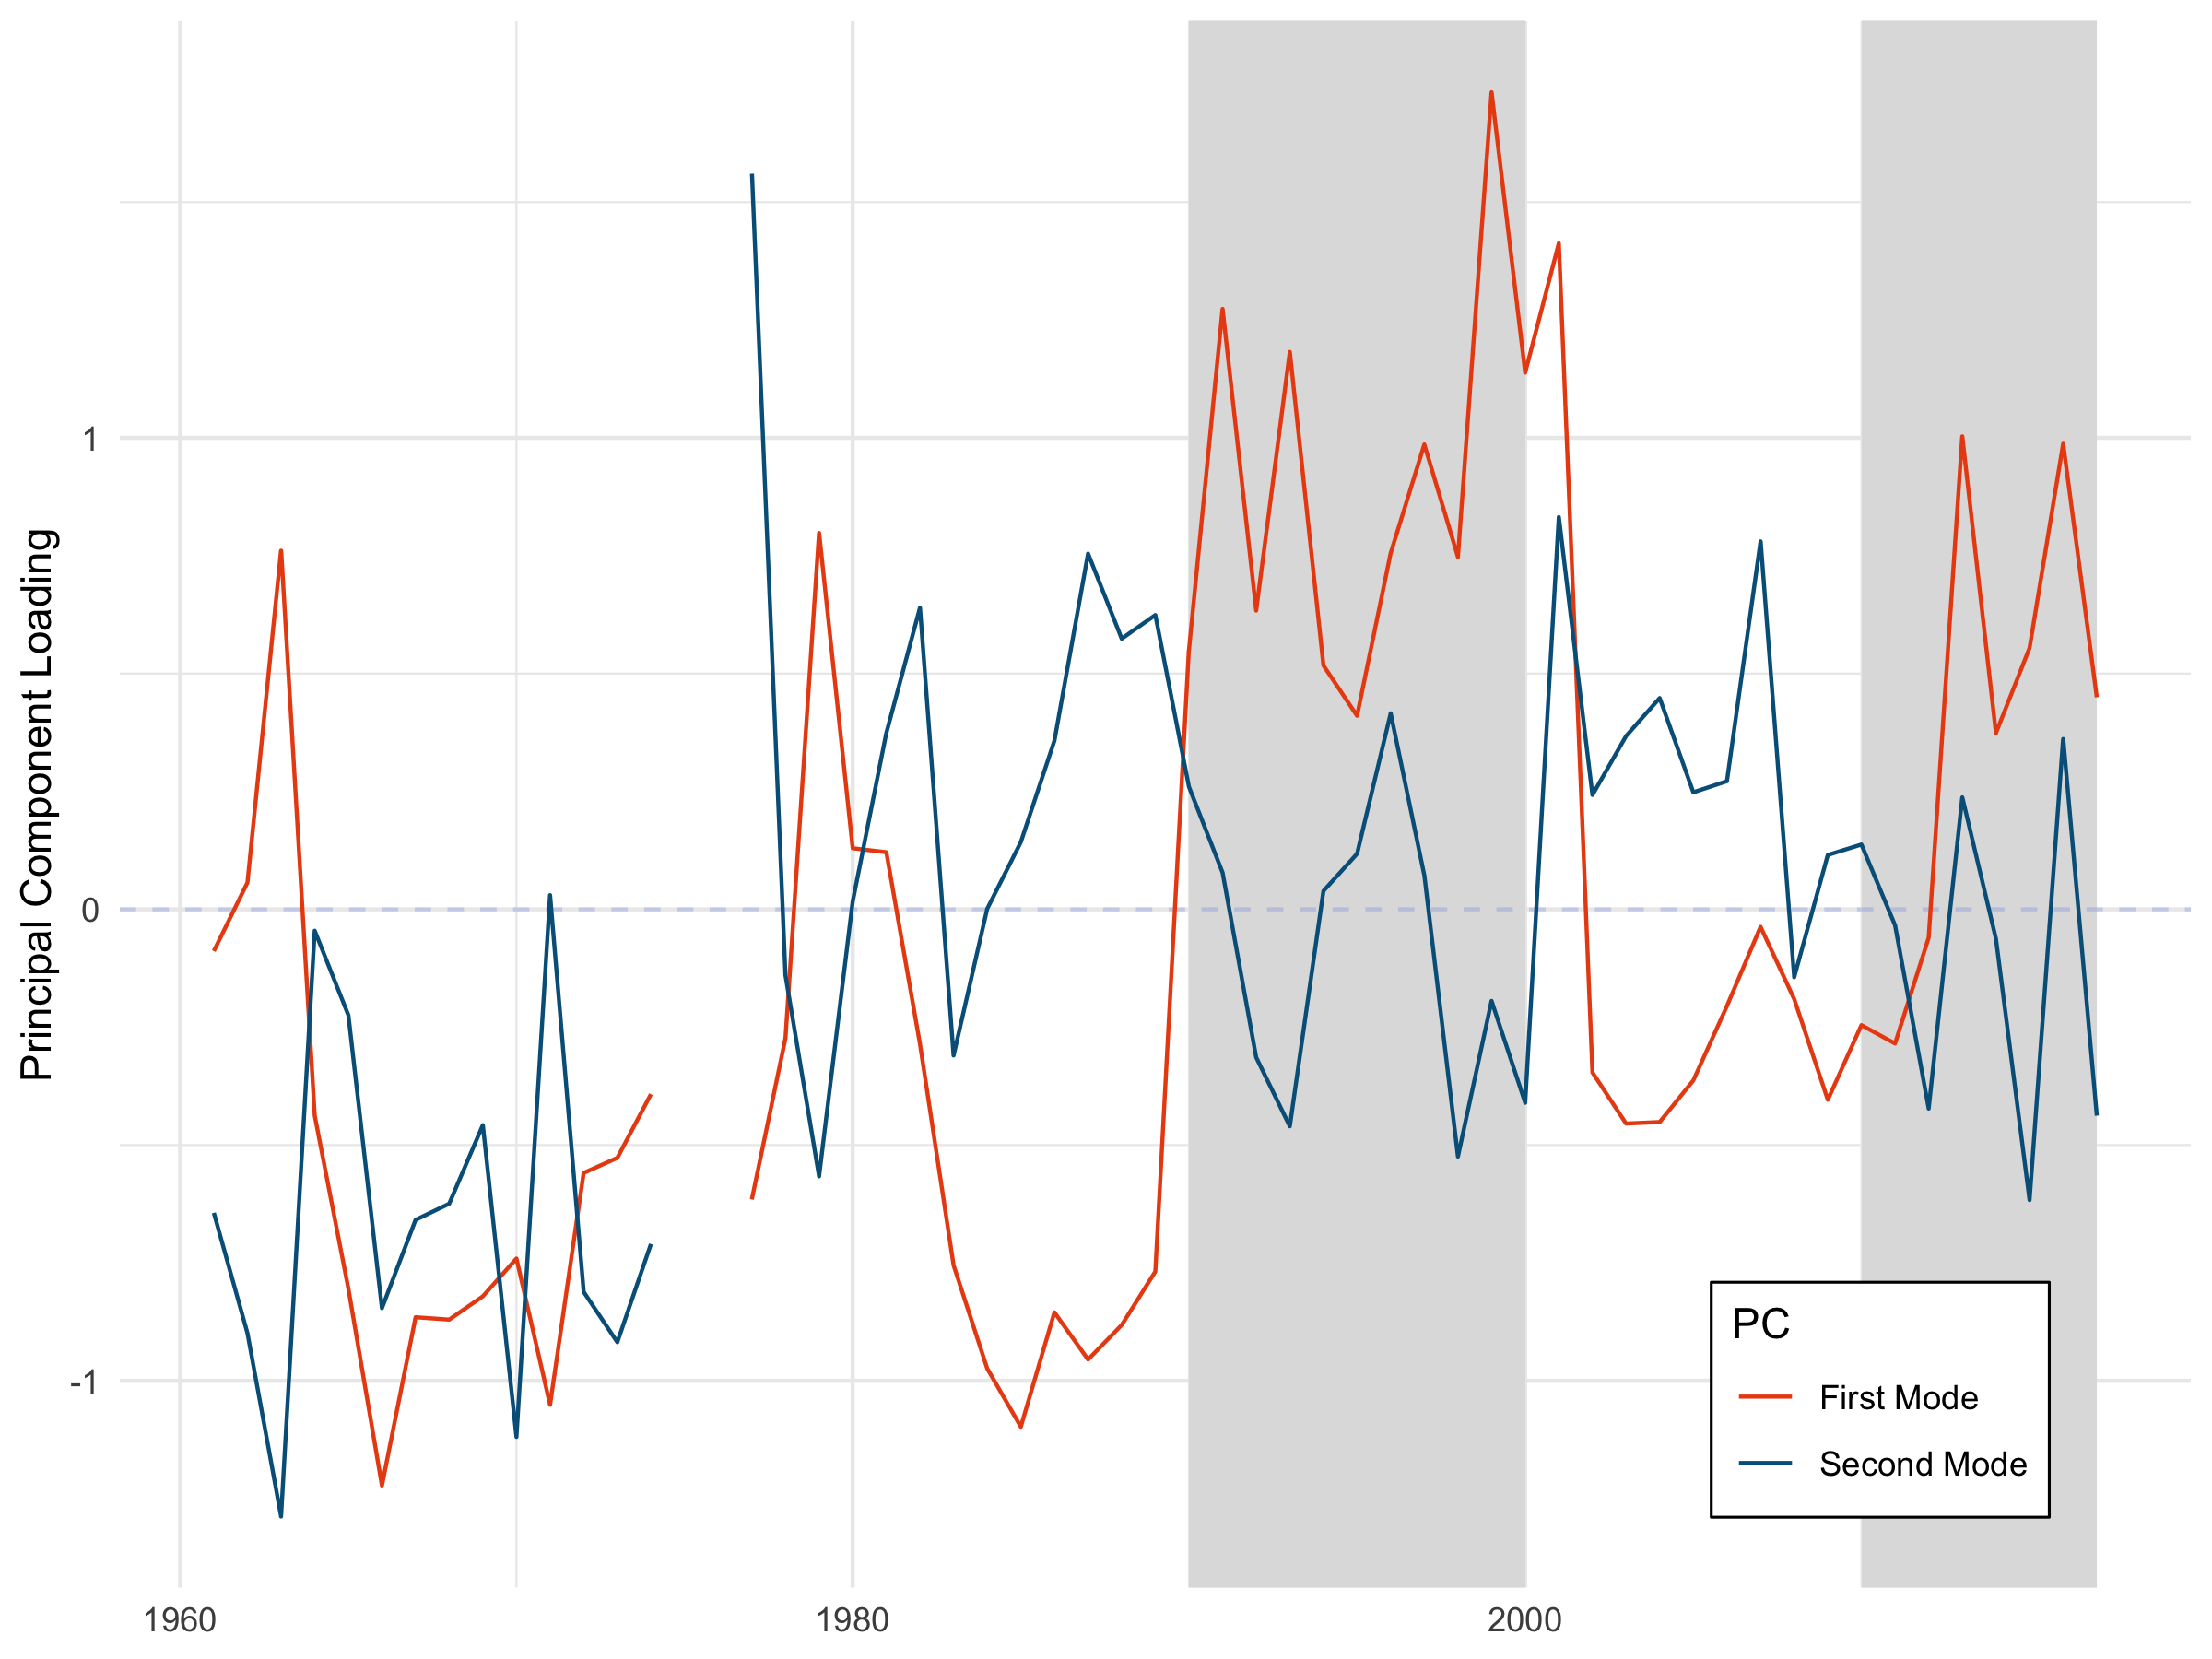 Principal Component Loading
1
0
-1
1960
1980
2000
PC
First Mode
Second Mode